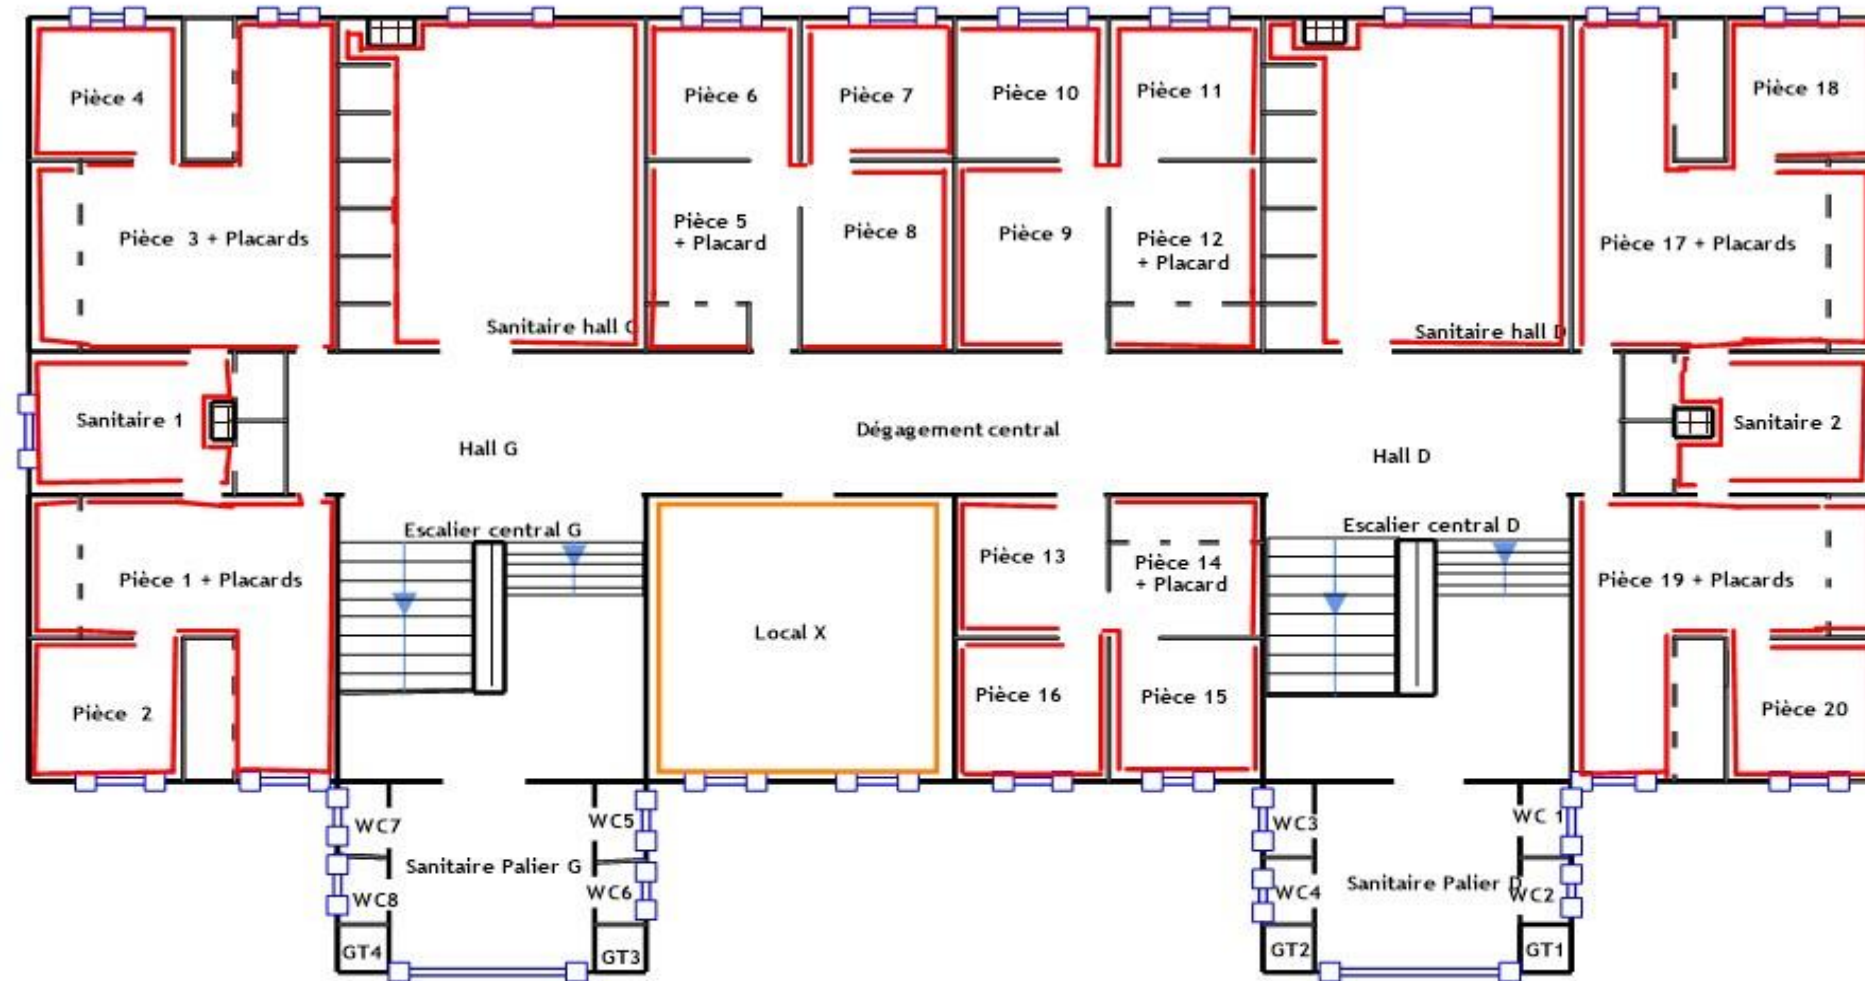 Pièce 4
Pièce 6
Pièce 7
Pièce 10
Pièce 11
Pièce 18
Pièce 3 + Placards
Pièce 5
+ Placard
Pièce 8
Pièce 9
Pièce 12
+ Placard
Pièce 17 + Placards
Sanitaire hall G
Sanitaire hall D
Sanitaire 1
Hall G
Dégagement central
Hall D
Sanitaire 2
Escalier central G
Escalier central D
Pièce 1 + Placards
Local X
Pièce 13
Pièce 14
+ Placard
Pièce 19 + Placards
Pièce 2
Pièce 16
Pièce 15
Pièce 20
WC7
WC5
WC3
WC 1
Sanitaire Palier G
WC8
WC6
WC4
Sanitaire Palier D
WC2
GT4
GT3
GT2
GT1